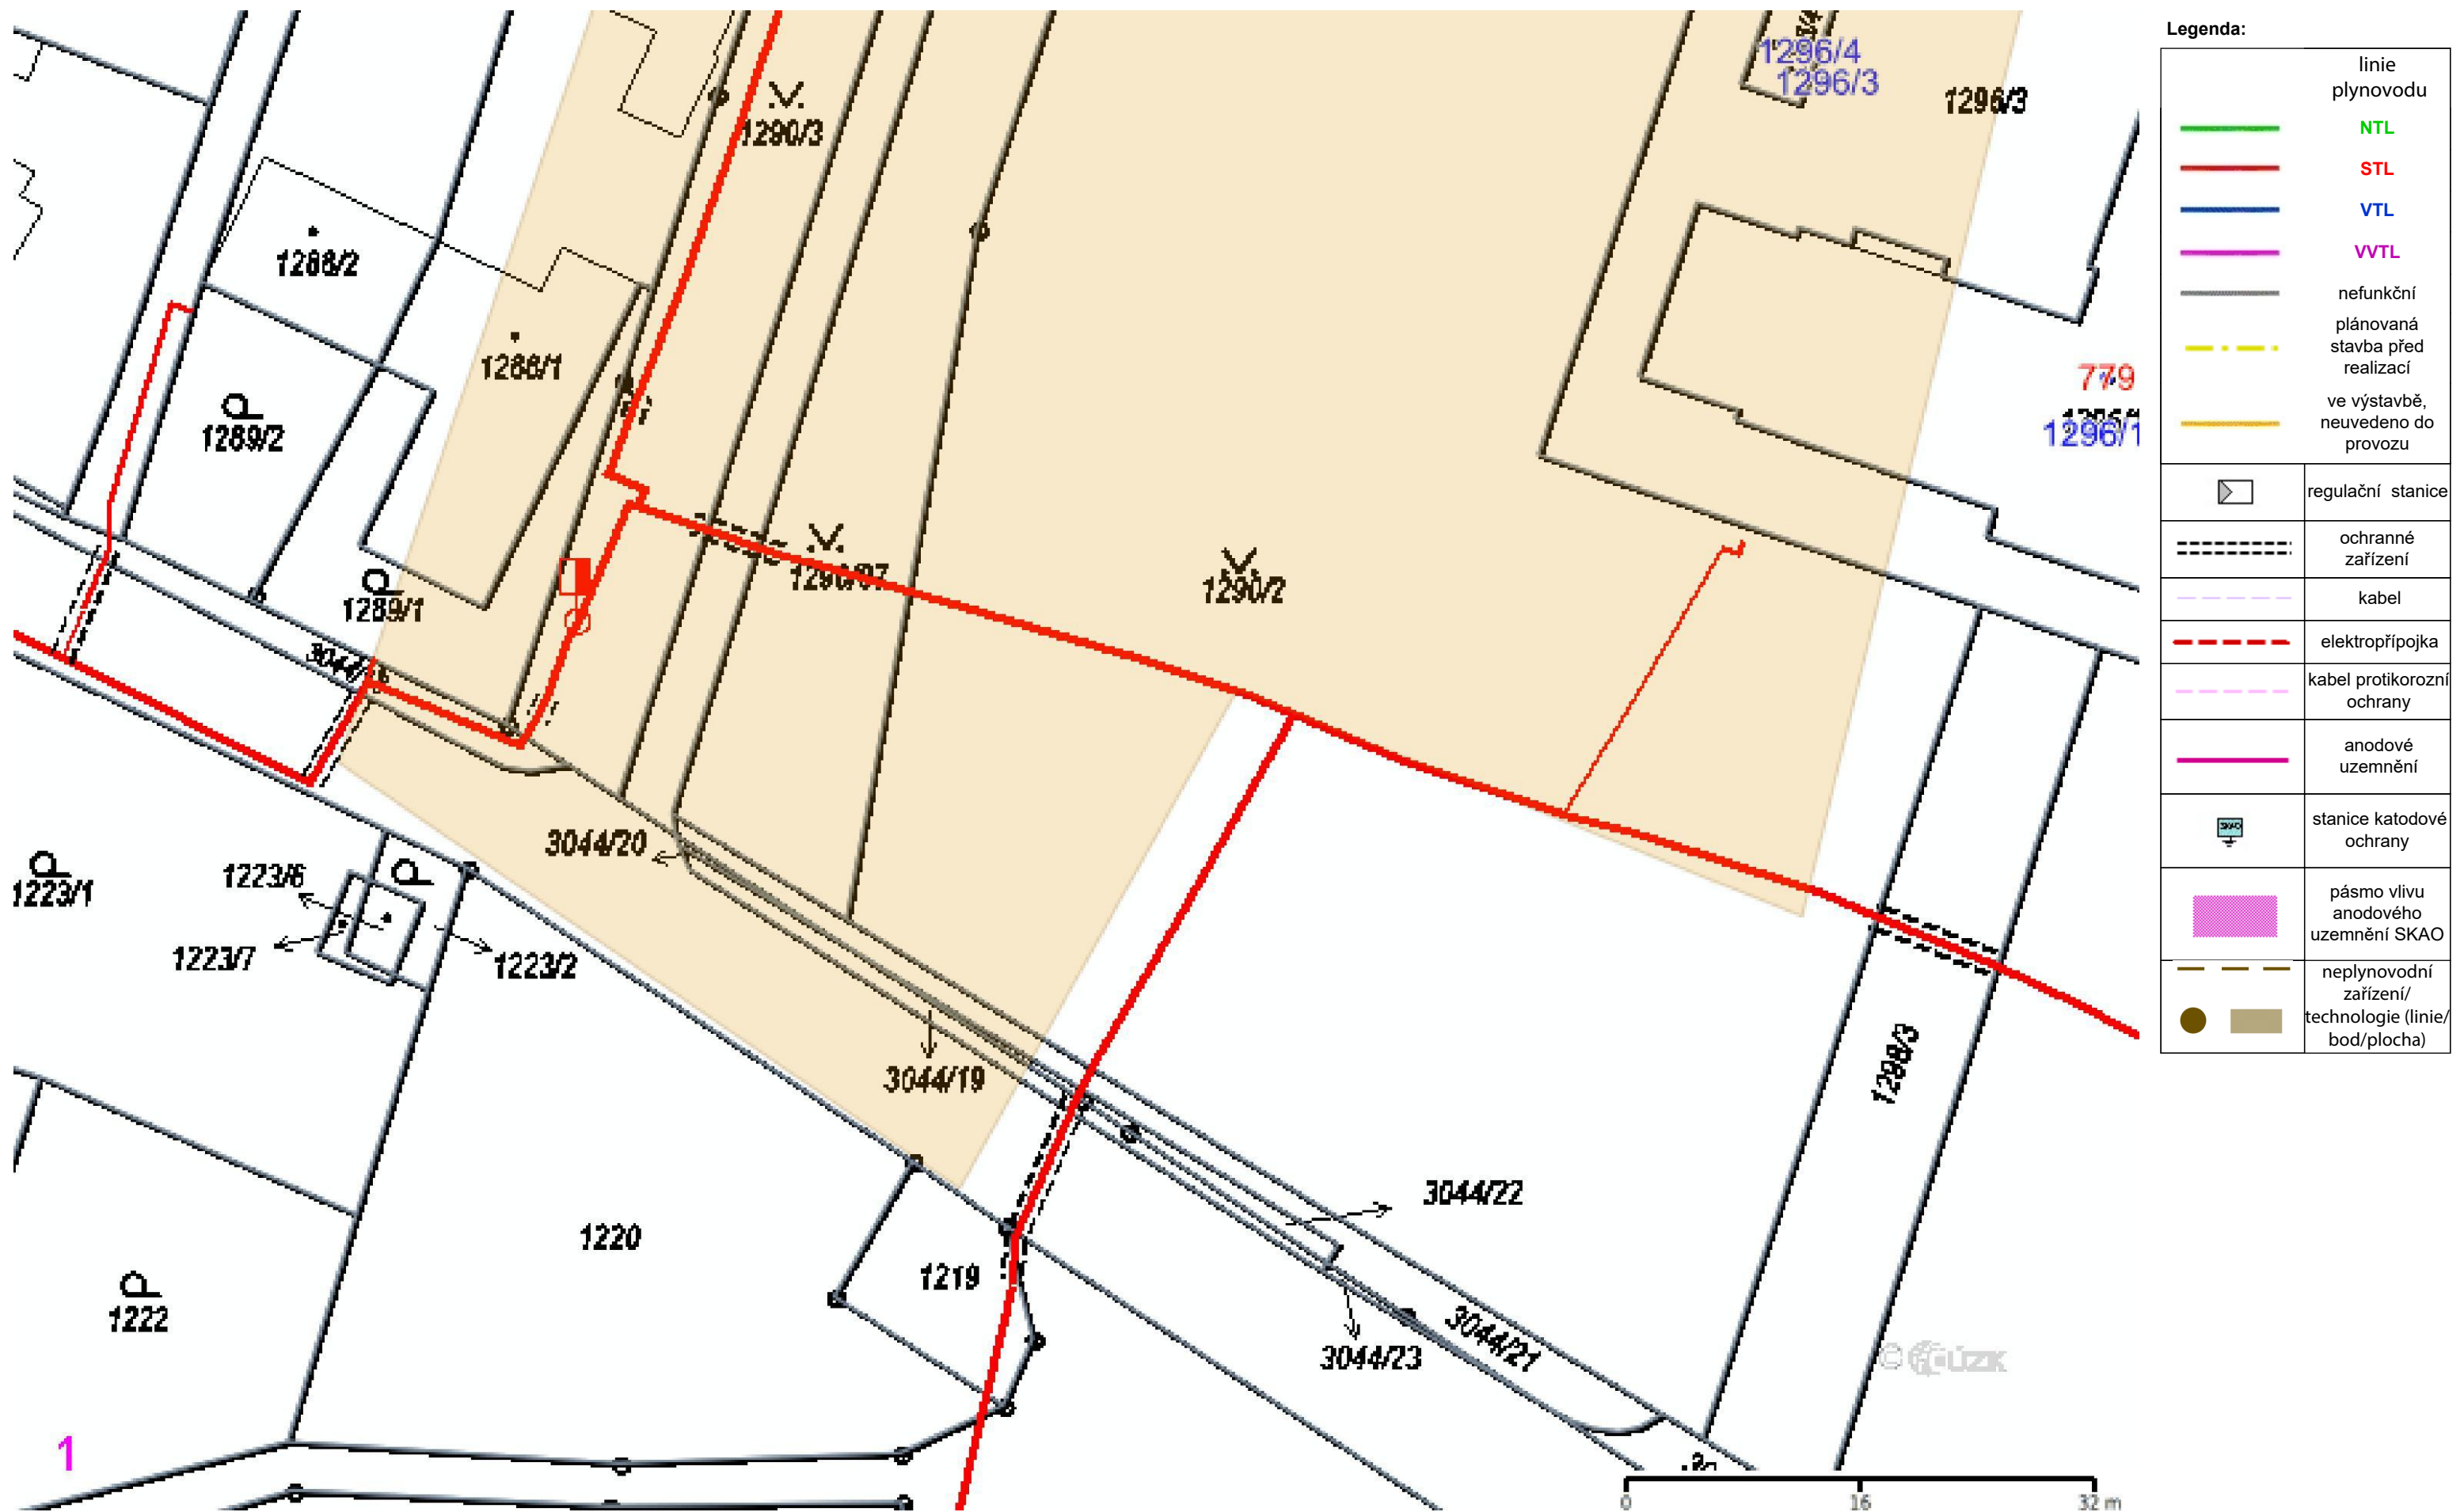 Legenda:
linie
plynovodu
NTL
STL
VTL
VVTL
nefunkční
plánovaná
stavba před
realizací
ve výstavbě,
neuvedeno do
provozu
regulační stanice
ochranné
zařízení
kabel
elektropřípojka
kabel protikorozní
ochrany
anodové
uzemnění
SKAO
stanice katodové
ochrany
pásmo vlivu
anodového
uzemnění SKAO
neplynovodní
zařízení/
technologie (linie/
bod/plocha)
1296/4
1296/3
1296/3
1290/3
1288/2
1288/1
779
1296/1
1289/2
1290/2
1289/1
3044/20
1223/1
1223/6
1223/7
1223/2
3044/19
1298/3
3044/22
1220
1219
1222
3044/21
3044/23
© ČÚZK
1
0
16
32 m